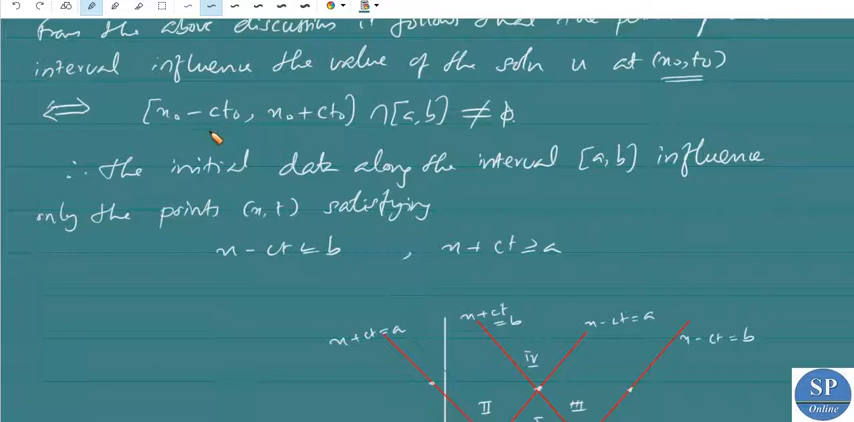 From the above discussion it follows that the
interval influence the value of the soln u at (x₀, t₀)
⟺ [x₀ − ct₀, x₀ + ct₀] ∩ [a, b] ≠ ϕ.
∴ the initial data along the interval [a, b] influence
only the points (x, t) satisfying
x − ct ≤ b , x + ct ≥ a
x + ct = a
x + ct = b
x − ct = a
x − ct = b
IV
II
III
I
SP
Online